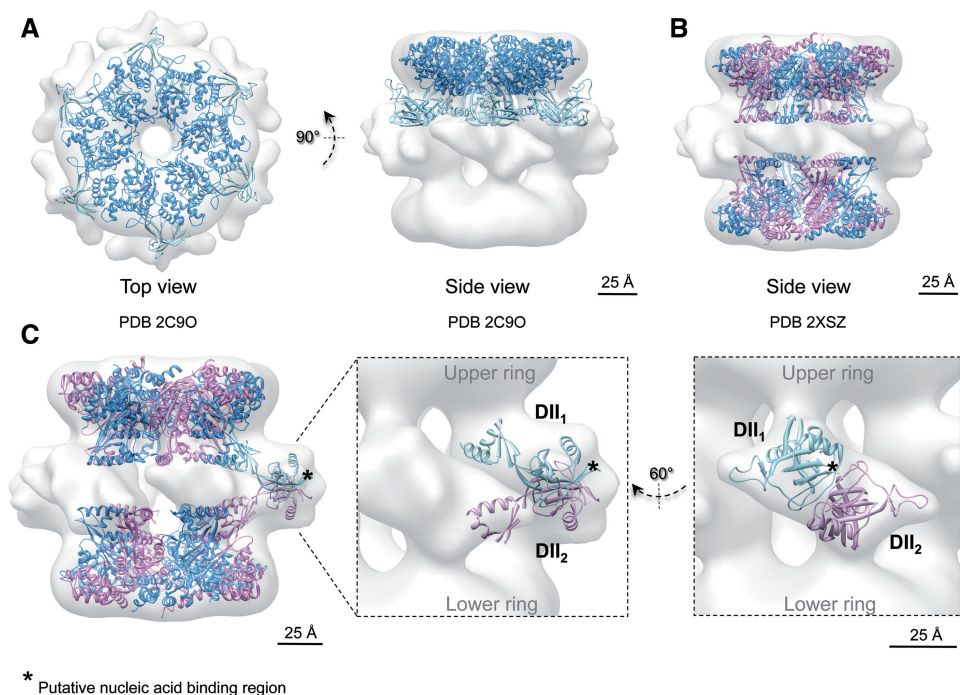 A
B
90°
Top view
Side view
25 Å
Side view
25 Å
PDB 2C9O
PDB 2C9O
PDB 2XSZ
C
Upper ring
DII1
*
DII2
Lower ring
60°
Upper ring
DII1
*
DII2
Lower ring
*
25 Å
25 Å
* Putative nucleic acid binding region